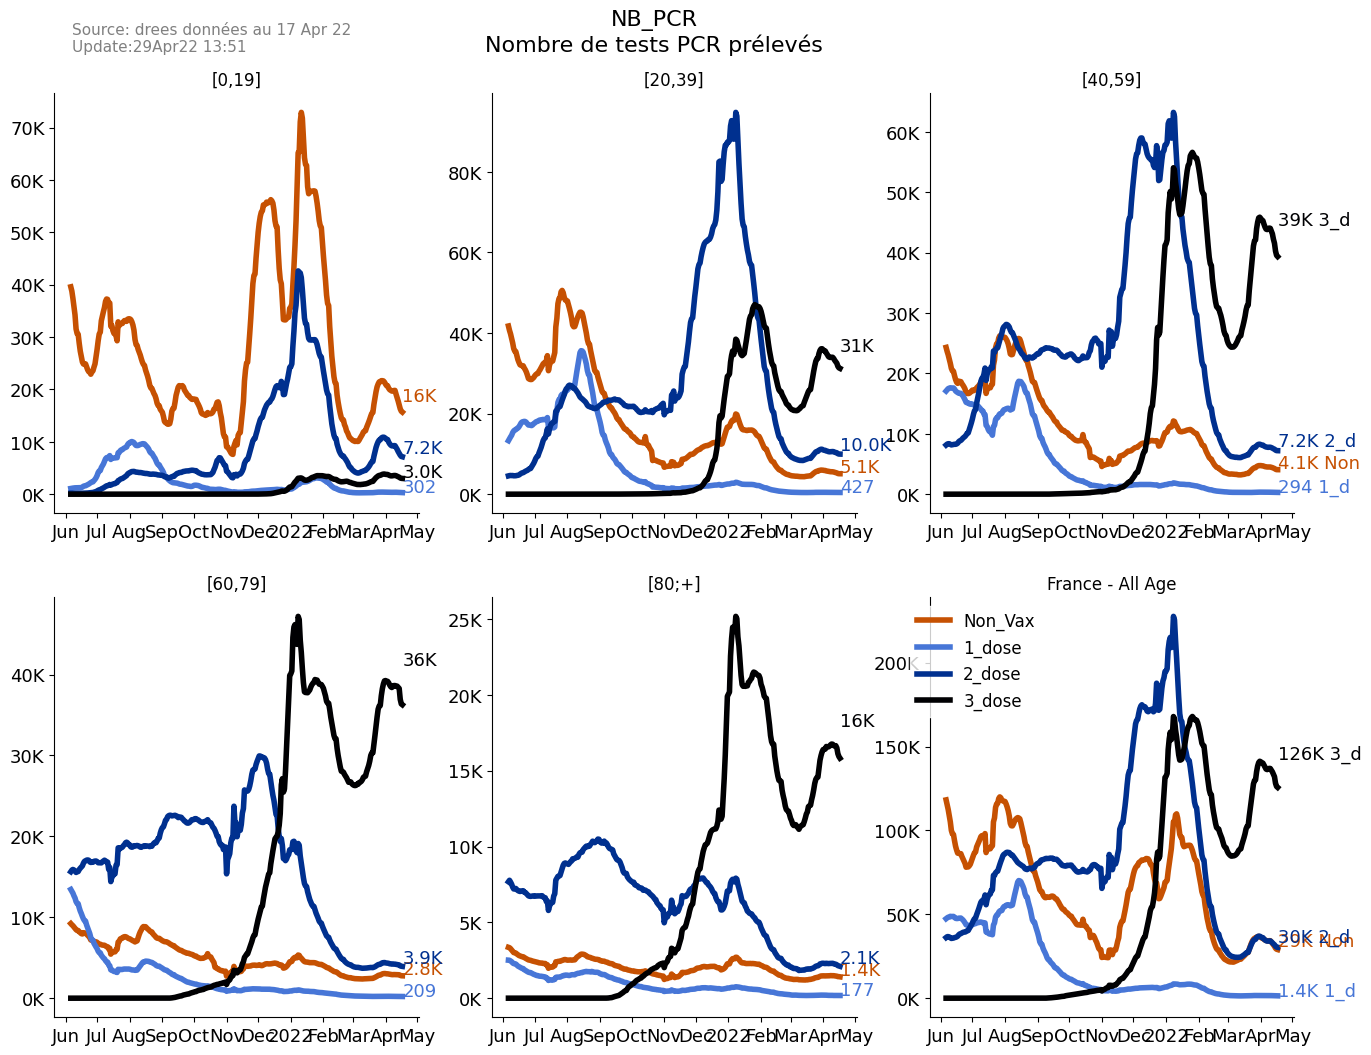 NB_PCR
Source: drees données au 17 Apr 22
Nombre de tests PCR prélevés
Update:29Apr22 13:51
[0,19]
70K
60K
50K
40K
30K
20K
10K
0K
16K
7.2K
3.0K
302
Jun Jul Aug Sep Oct Nov Dec 2022 Feb Mar Apr May
[20,39]
80K
60K
40K
20K
0K
31K
10.0K
5.1K
427
Jun Jul Aug Sep Oct Nov Dec 2022 Feb Mar Apr May
[40,59]
60K
50K
40K
30K
20K
10K
0K
39K 3_d
7.2K 2_d
4.1K Non
294 1_d
Jun Jul Aug Sep Oct Nov Dec 2022 Feb Mar Apr May
[60,79]
40K
30K
20K
10K
0K
36K
3.9K
2.8K
209
Jun Jul Aug Sep Oct Nov Dec 2022 Feb Mar Apr May
[80;+]
25K
20K
15K
10K
5K
0K
16K
2.1K
1.4K
177
Jun Jul Aug Sep Oct Nov Dec 2022 Feb Mar Apr May
France - All Age
Non_Vax
1_dose
2_dose
3_dose
200K
150K
100K
50K
0K
126K 3_d
30K 2_d
29K Non
1.4K 1_d
Jun Jul Aug Sep Oct Nov Dec 2022 Feb Mar Apr May